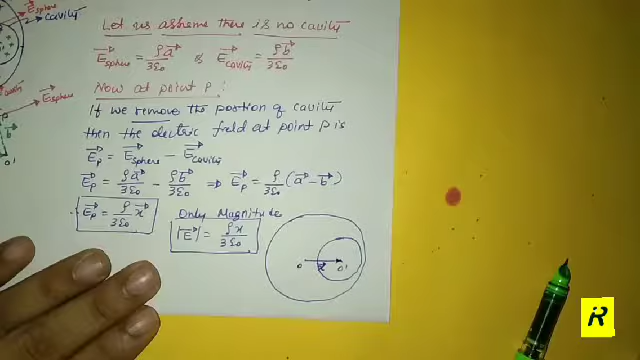 Let us assume there is no cavity
E sphere
cavity
E⃗sphere = ρa⃗/3ε₀ & E⃗cavity = ρb⃗/3ε₀
Now at point P:
E⃗sphere
If we remove the portion of cavity
then the electric field at point P is
b⃗
O'
E⃗p = E⃗sphere - E⃗cavity
E⃗p = ρa⃗/3ε₀ - ρb⃗/3ε₀ ⇒ E⃗p = ρ/3ε₀ (a⃗ - b⃗)
E⃗p = ρ/3ε₀ x⃗
Only Magnitude
|E⃗| = ρx/3ε₀
O x⃗ O'
R